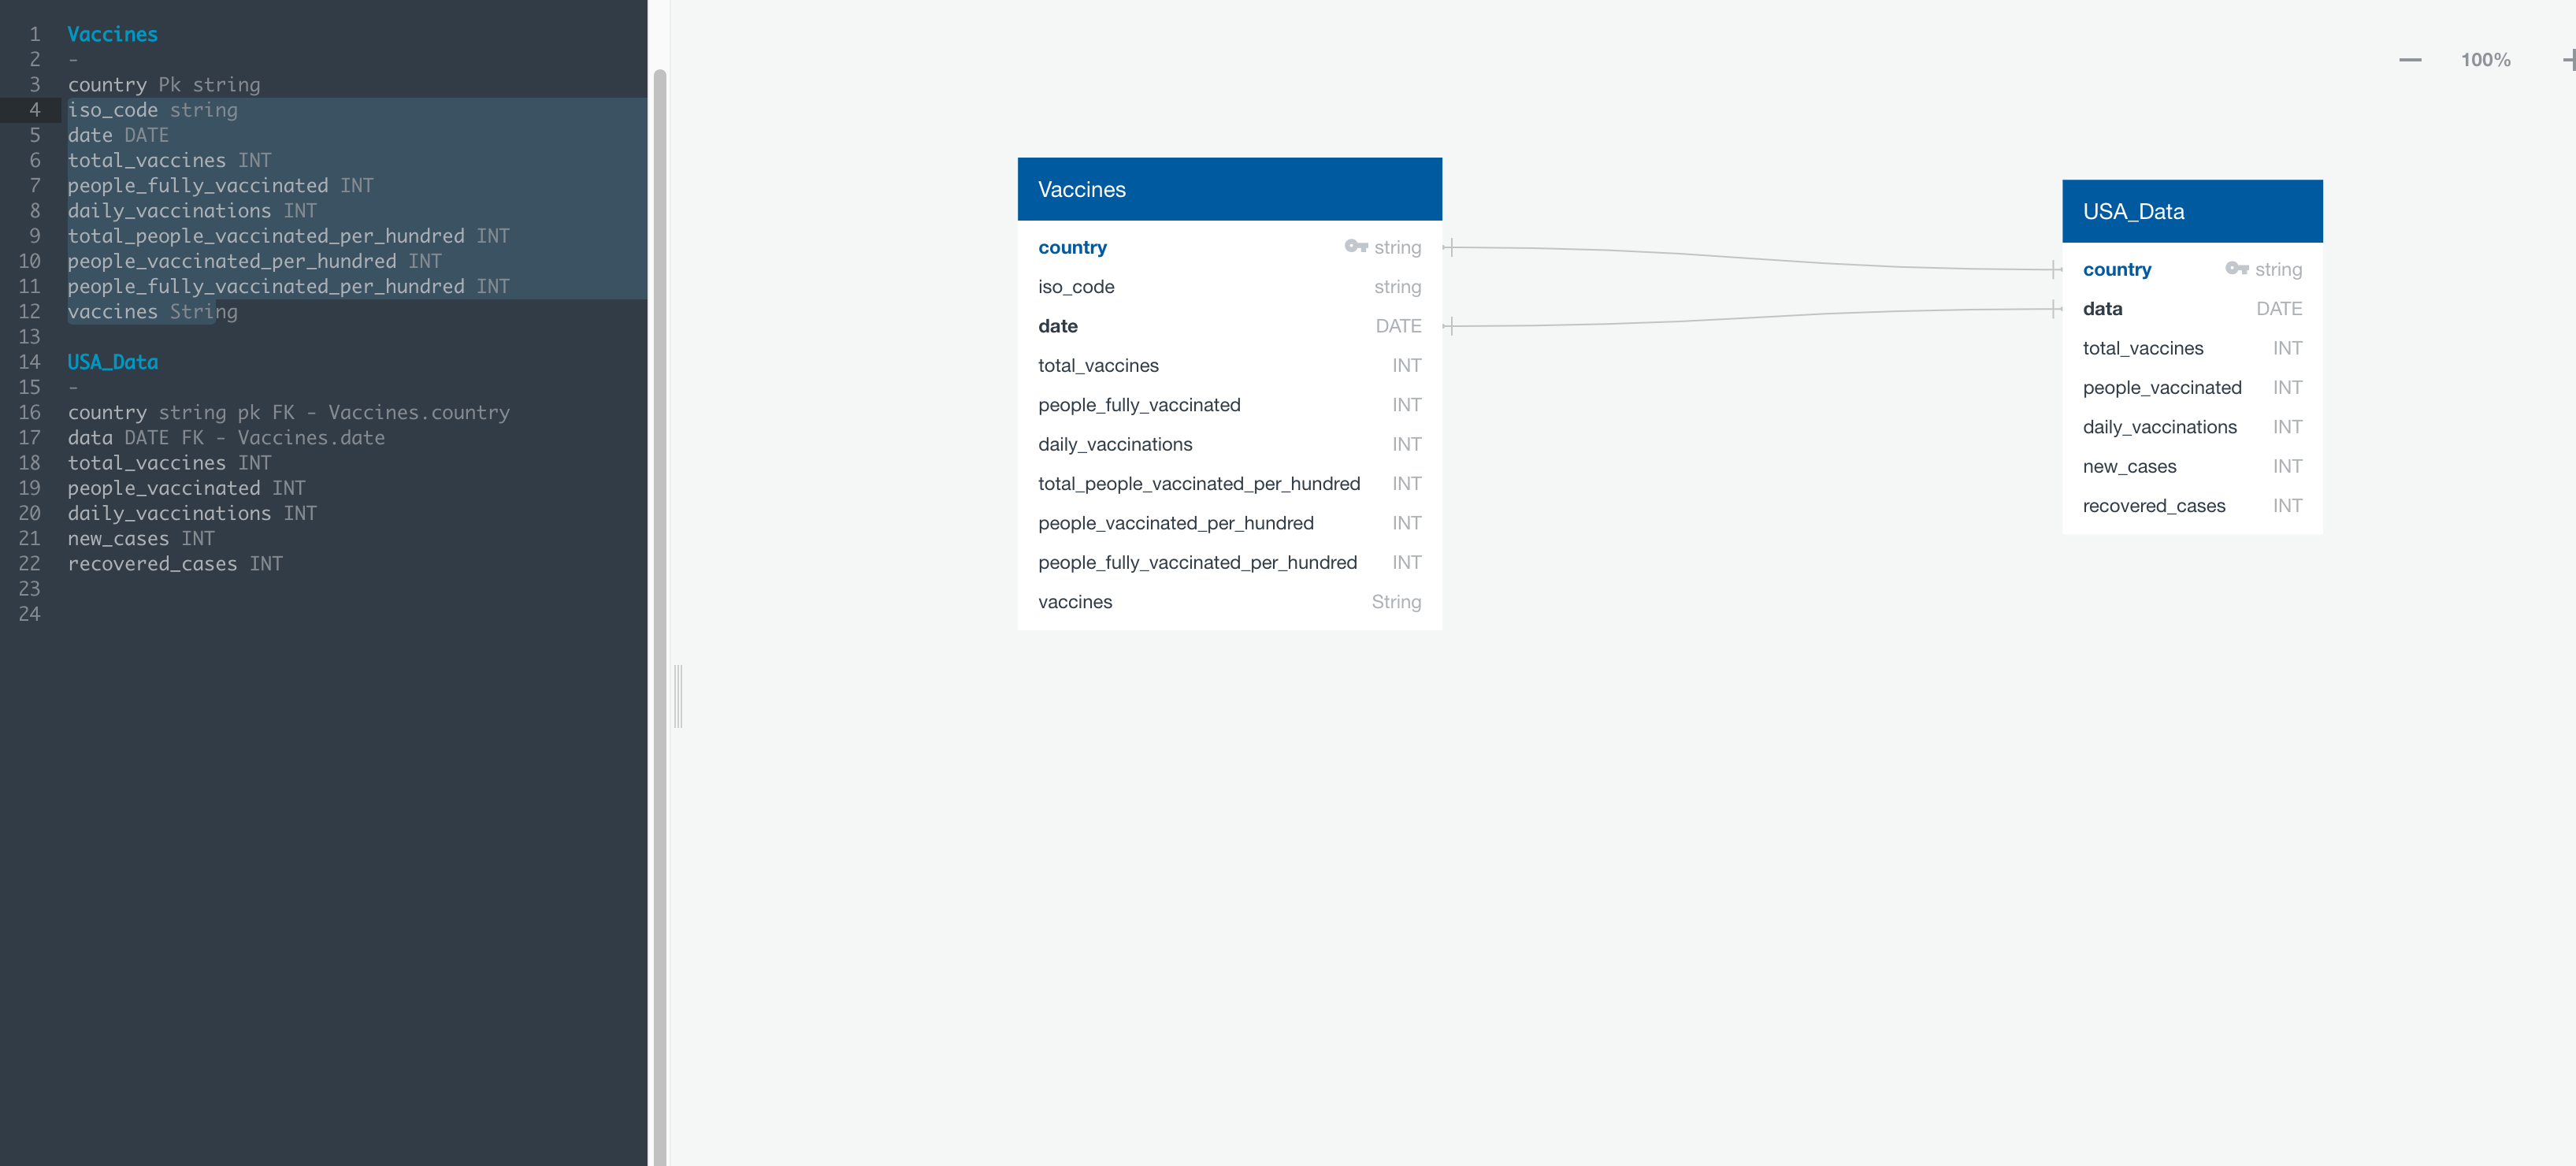 1 Vaccines
2 -
3 country Pk string
4 iso_code string
5 date DATE
6 total_vaccines INT
7 people_fully_vaccinated INT
8 daily_vaccinations INT
9 total_people_vaccinated_per_hundred INT
10 people_vaccinated_per_hundred INT
11 people_fully_vaccinated_per_hundred INT
12 vaccines String
13
14 USA_Data
15 -
16 country string pk FK - Vaccines.country
17 data DATE FK - Vaccines.date
18 total_vaccines INT
19 people_vaccinated INT
20 daily_vaccinations INT
21 new_cases INT
22 recovered_cases INT
23
24
100%
Vaccines
country string
iso_code string
date DATE
total_vaccines INT
people_fully_vaccinated INT
daily_vaccinations INT
total_people_vaccinated_per_hundred INT
people_vaccinated_per_hundred INT
people_fully_vaccinated_per_hundred INT
vaccines String
USA_Data
country string
data DATE
total_vaccines INT
people_vaccinated INT
daily_vaccinations INT
new_cases INT
recovered_cases INT